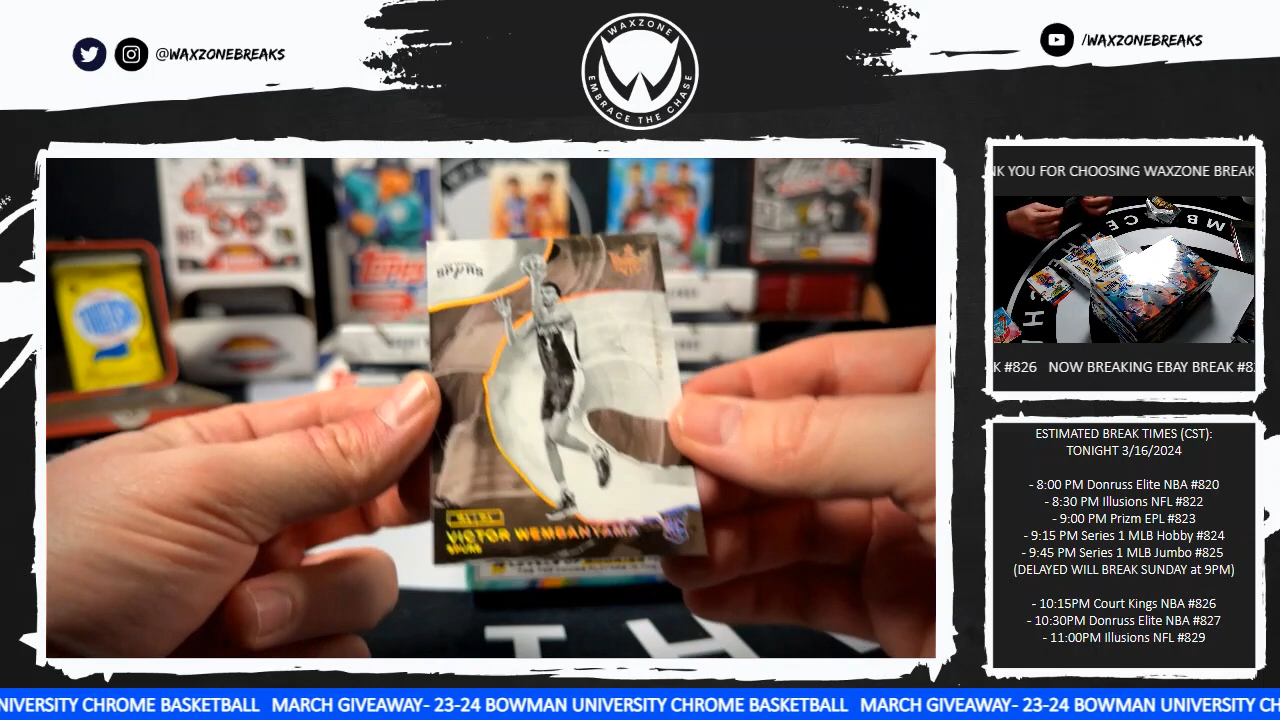 @WAXZONEBREAKS
WAXZONE
EMBRACE THE CHASE
/WAXZONEBREAKS
NK YOU FOR CHOOSING WAXZONE BREAK
K #826 NOW BREAKING EBAY BREAK #8
ESTIMATED BREAK TIMES (CST):
TONIGHT 3/16/2024
- 8:00 PM Donruss Elite NBA #820
- 8:30 PM Illusions NFL #822
- 9:00 PM Prizm EPL #823
- 9:15 PM Series 1 MLB Hobby #824
- 9:45 PM Series 1 MLB Jumbo #825
(DELAYED WILL BREAK SUNDAY at 9PM)
- 10:15PM Court Kings NBA #826
- 10:30PM Donruss Elite NBA #827
- 11:00PM Illusions NFL #829
Topps
SPURS
VICTOR WEMBANYAMA
SPURS
RC
T H
NIVERSITY CHROME BASKETBALL MARCH GIVEAWAY- 23-24 BOWMAN UNIVERSITY CHROME BASKETBALL MARCH GIVEAWAY- 23-24 BOWMAN UNIVERSITY CH